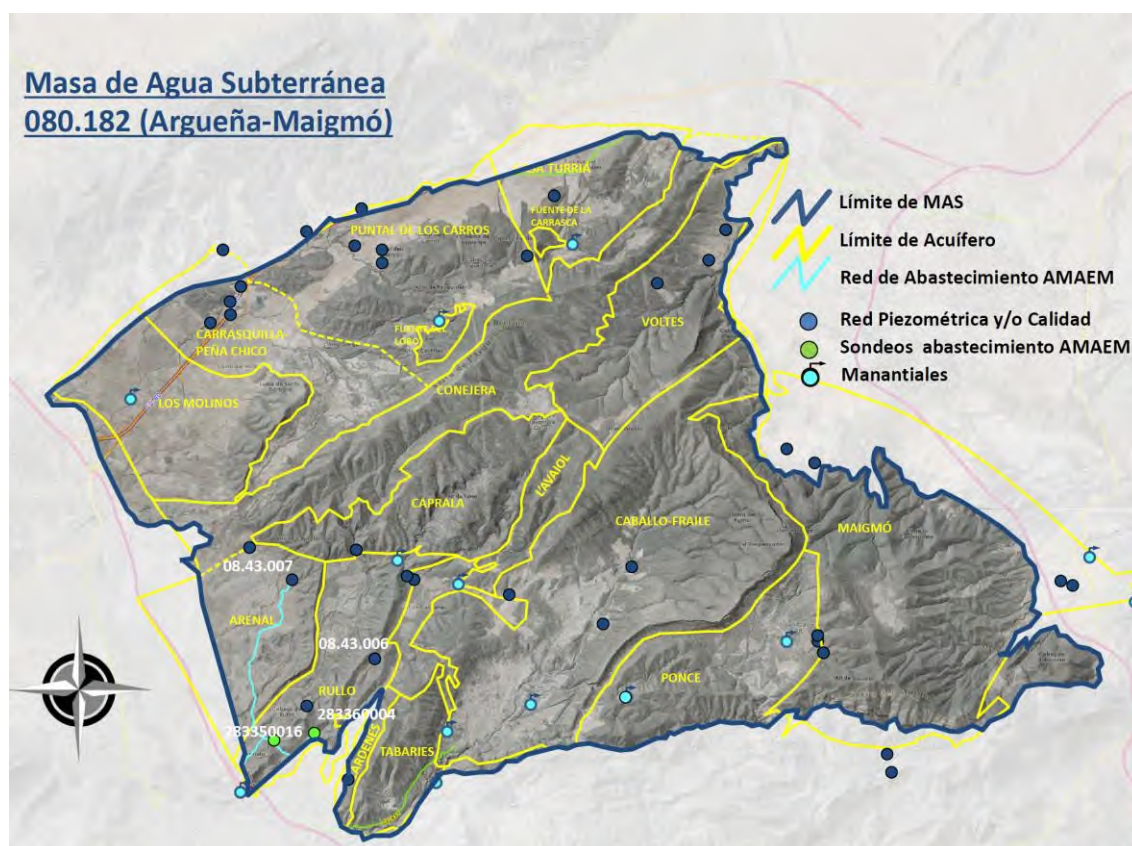 Masa de Agua Subterránea
080.182 (Argueña-Maigmó)
Límite de MAS
Límite de Acuífero
Red de Abastecimiento AMAEM
Red Piezométrica y/o Calidad
Sondeos abastecimiento AMAEM
Manantiales
TURRIA
FUENTE DE LA
CARRASCA
PUNTAL DE LOS CARROS
VOLTES
CARRASQUILLA
PEÑA CHICO
LOBO
CONEJERA
LOS MOLINOS
CAPRALA
LAVAIOL
CABALLO-FRAILE
MAIGMÓ
08.43.007
ARENAL
08.43.006
RULLO
283360004
283350016
PONCE
TABARIES